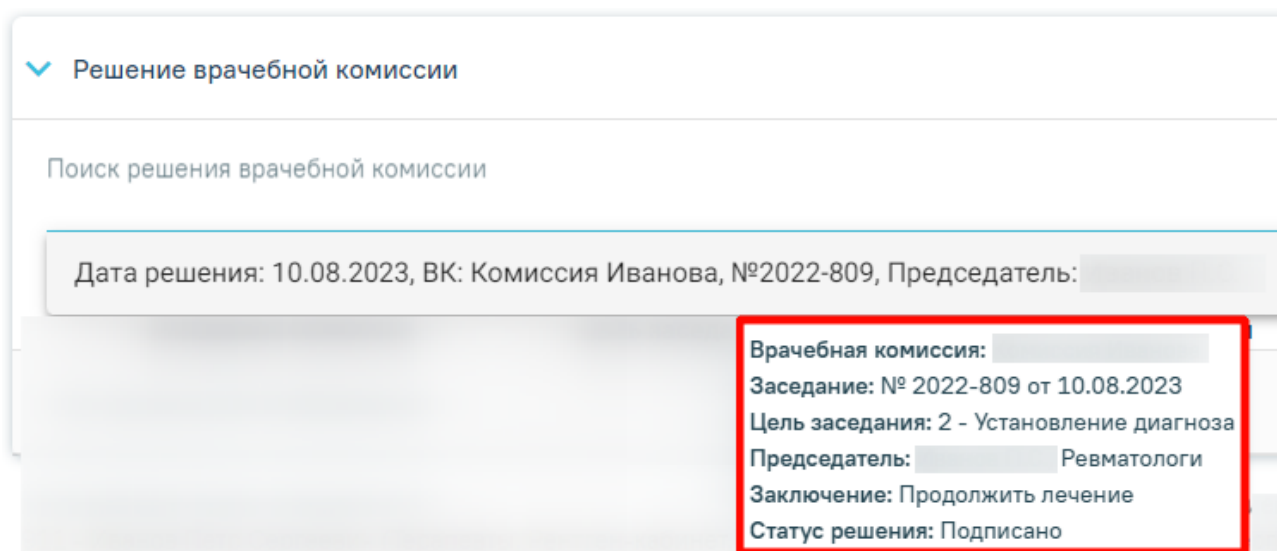 Решение врачебной комиссии
Поиск решения врачебной комиссии
Дата решения: 10.08.2023, ВК: Комиссия Иванова, №2022-809, Председатель:
Врачебная комиссия:
Заседание: № 2022-809 от 10.08.2023
Цель заседания: 2 - Установление диагноза
Председатель: Ревматологи
Заключение: Продолжить лечение
Статус решения: Подписано